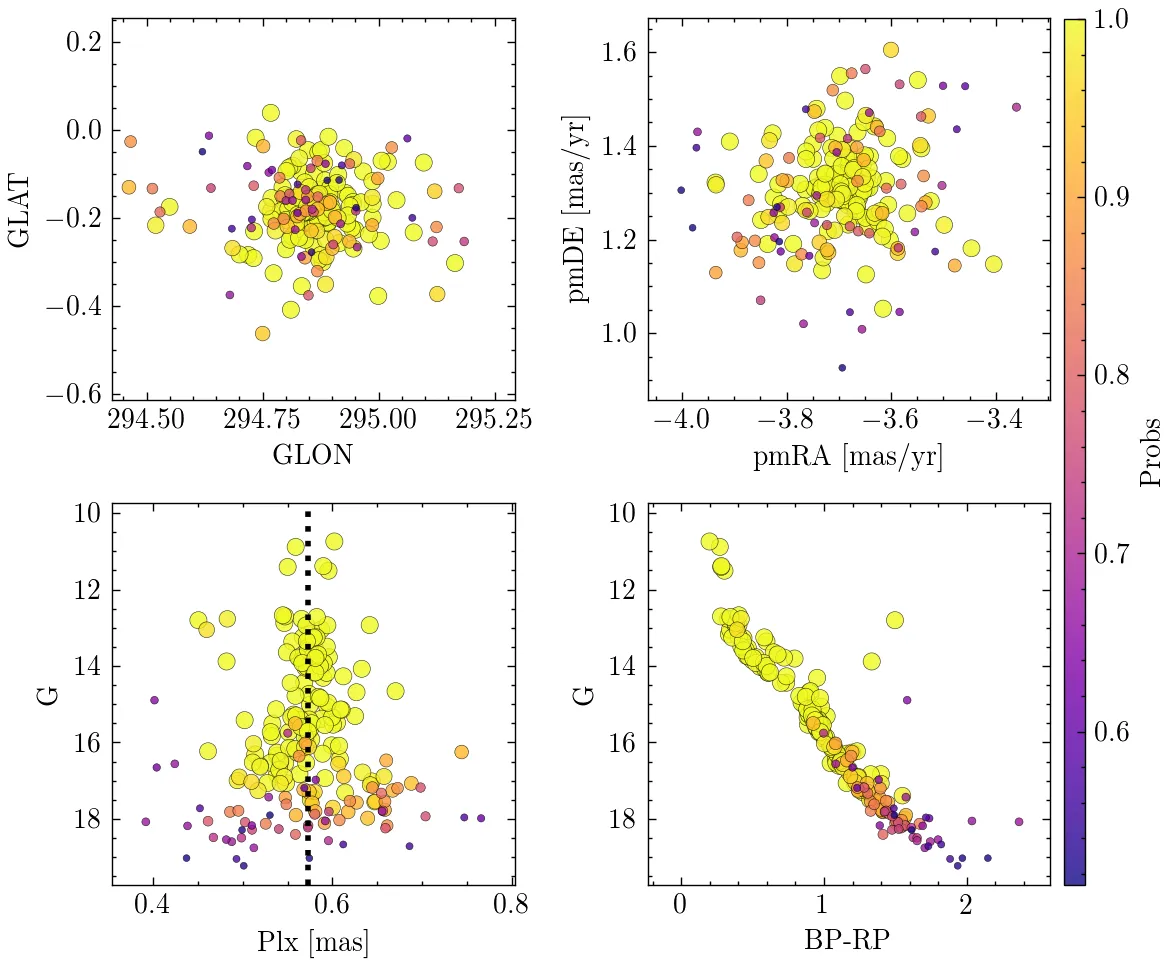 0.2
0.0
−0.2
−0.4
−0.6
GLAT
294.50 294.75 295.00 295.25
GLON
1.6
1.4
1.2
1.0
pmDE [mas/yr]
−4.0 −3.8 −3.6 −3.4
pmRA [mas/yr]
1.0
0.9
0.8
0.7
0.6
Probs
10
12
14
16
18
G
0.4 0.6 0.8
Plx [mas]
10
12
14
16
18
G
0 1 2
BP-RP